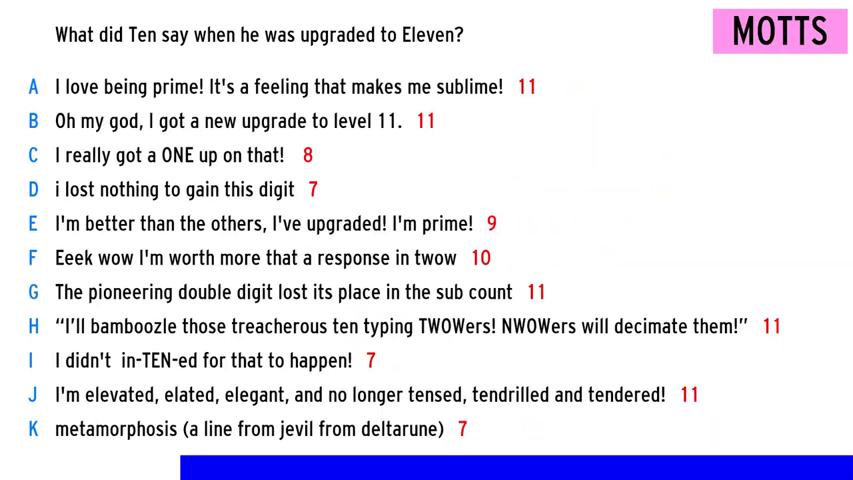 What did Ten say when he was upgraded to Eleven?
MOTTS
A I love being prime! It's a feeling that makes me sublime! 11
B Oh my god, I got a new upgrade to level 11. 11
C I really got a ONE up on that! 8
D i lost nothing to gain this digit 7
E I'm better than the others, I've upgraded! I'm prime! 9
F Eeek wow I'm worth more that a response in twow 10
G The pioneering double digit lost its place in the sub count 11
H “I’ll bamboozle those treacherous ten typing TWOWers! NWOWers will decimate them!” 11
I I didn't  in-TEN-ed for that to happen! 7
J I'm elevated, elated, elegant, and no longer tensed, tendrilled and tendered! 11
K metamorphosis (a line from jevil from deltarune) 7